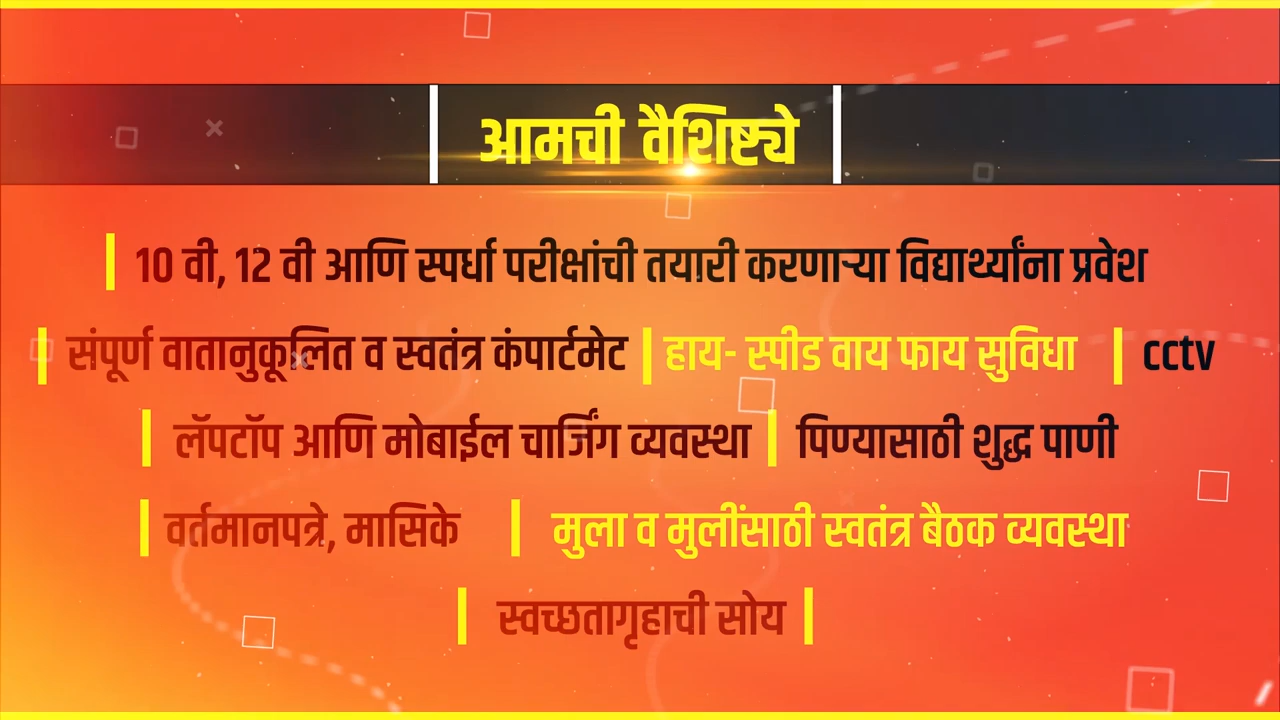 आमची वैशिष्ट्ये
10 वी, 12 वी आणि स्पर्धा परीक्षांची तयारी करणाऱ्या विद्यार्थ्यांना प्रवेश
संपूर्ण वातानुकूलित व स्वतंत्र कंपार्टमेट | हाय- स्पीड वाय फाय सुविधा | cctv
लॅपटॉप आणि मोबाईल चार्जिंग व्यवस्था | पिण्यासाठी शुद्ध पाणी
वर्तमानपत्रे, मासिके | मुला व मुलींसाठी स्वतंत्र बैठक व्यवस्था
स्वच्छतागृहाची सोय